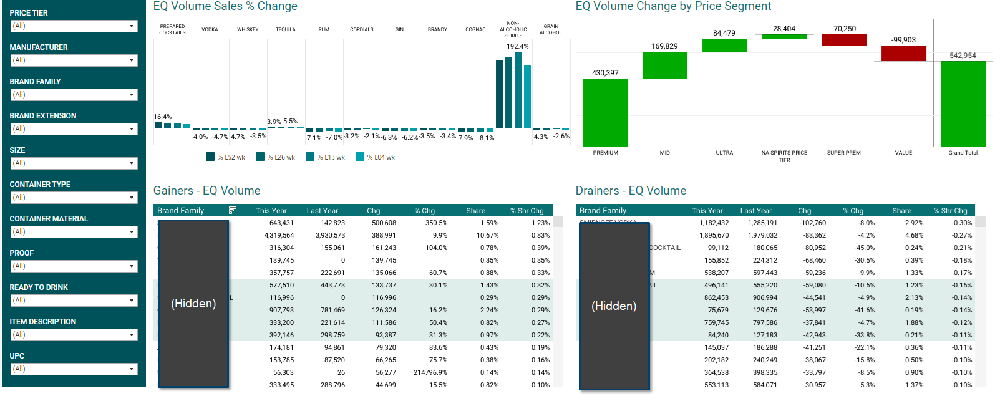 PRICE TIER
(All)
MANUFACTURER
(All)
BRAND FAMILY
(All)
BRAND EXTENSION
(All)
SIZE
(All)
CONTAINER TYPE
(All)
CONTAINER MATERIAL
(All)
PROOF
(All)
READY TO DRINK
(All)
ITEM DESCRIPTION
(All)
UPC
(All)
EQ Volume Sales % Change
PREPARED COCKTAILS VODKA WHISKEY TEQUILA RUM CORDIALS GIN BRANDY COGNAC NON-ALCOHOLIC SPIRITS GRAIN ALCOHOL
192.4%
16.4% 3.9% 5.5%
-4.0% -4.7% -4.7% -3.5% -7.1% -7.0% -3.2% -2.1% -6.3% -6.2% -3.5% -3.4% -7.9% -8.1% -4.3% -2.6%
% L52 wk % L26 wk % L13 wk % L04 wk
EQ Volume Change by Price Segment
430,397 169,829 84,479 28,404 -70,250 -99,903 542,954
PREMIUM MID ULTRA NA SPIRITS PRICE TIER SUPER PREM VALUE Grand Total
Gainers - EQ Volume
Brand Family This Year Last Year Chg % Chg Share % Shr Chg
643,431 142,823 500,608 350.5% 1.59% 1.23%
4,319,564 3,930,573 388,991 9.9% 10.67% 0.83%
316,304 155,061 161,243 104.0% 0.78% 0.39%
139,745 0 139,745 0.35% 0.35%
357,757 222,691 135,066 60.7% 0.88% 0.33%
577,510 443,773 133,737 30.1% 1.43% 0.32%
L 116,996 0 116,996 0.29% 0.29%
(Hidden)
907,793 781,469 126,324 16.2% 2.24% 0.29%
333,200 221,614 111,586 50.4% 0.82% 0.27%
392,146 298,759 93,387 31.3% 0.97% 0.22%
174,181 94,861 79,320 83.6% 0.43% 0.19%
153,785 87,520 66,265 75.7% 0.38% 0.16%
56,303 26 56,277 214796.9% 0.14% 0.14%
333,495 288,796 44,699 15.5% 0.82% 0.10%
Drainers - EQ Volume
Brand Family This Year Last Year Chg % Chg Share % Shr Chg
SMIRNOFF VODKA 1,182,432 1,285,191 -102,760 -8.0% 2.92% -0.30%
1,895,670 1,979,032 -83,362 -4.2% 4.68% -0.27%
COCKTAIL 99,112 180,065 -80,952 -45.0% 0.24% -0.21%
155,852 224,312 -68,460 -30.5% 0.39% -0.18%
M 538,207 597,443 -59,236 -9.9% 1.33% -0.17%
AIL 496,141 555,220 -59,080 -10.6% 1.23% -0.16%
862,453 906,994 -44,541 -4.9% 2.13% -0.14%
(Hidden)
75,679 129,676 -53,997 -41.6% 0.19% -0.14%
759,745 797,586 -37,841 -4.7% 1.88% -0.12%
84,240 127,183 -42,943 -33.8% 0.21% -0.11%
145,037 186,288 -41,251 -22.1% 0.36% -0.11%
202,182 240,249 -38,067 -15.8% 0.50% -0.10%
364,538 398,335 -33,797 -8.5% 0.90% -0.10%
553,113 584,071 -30,957 -5.3% 1.37% -0.10%